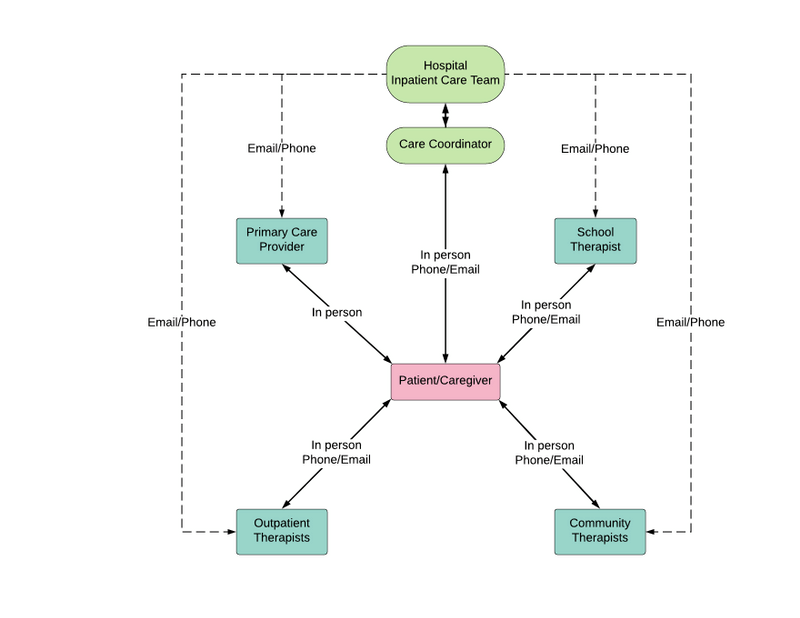 Hospital
Inpatient Care Team
Care Coordinator
Email/Phone
Email/Phone
Primary Care
Provider
School
Therapist
In person
Phone/Email
In person
In person
Phone/Email
Email/Phone
Email/Phone
Patient/Caregiver
In person
Phone/Email
In person
Phone/Email
Outpatient
Therapists
Community
Therapists